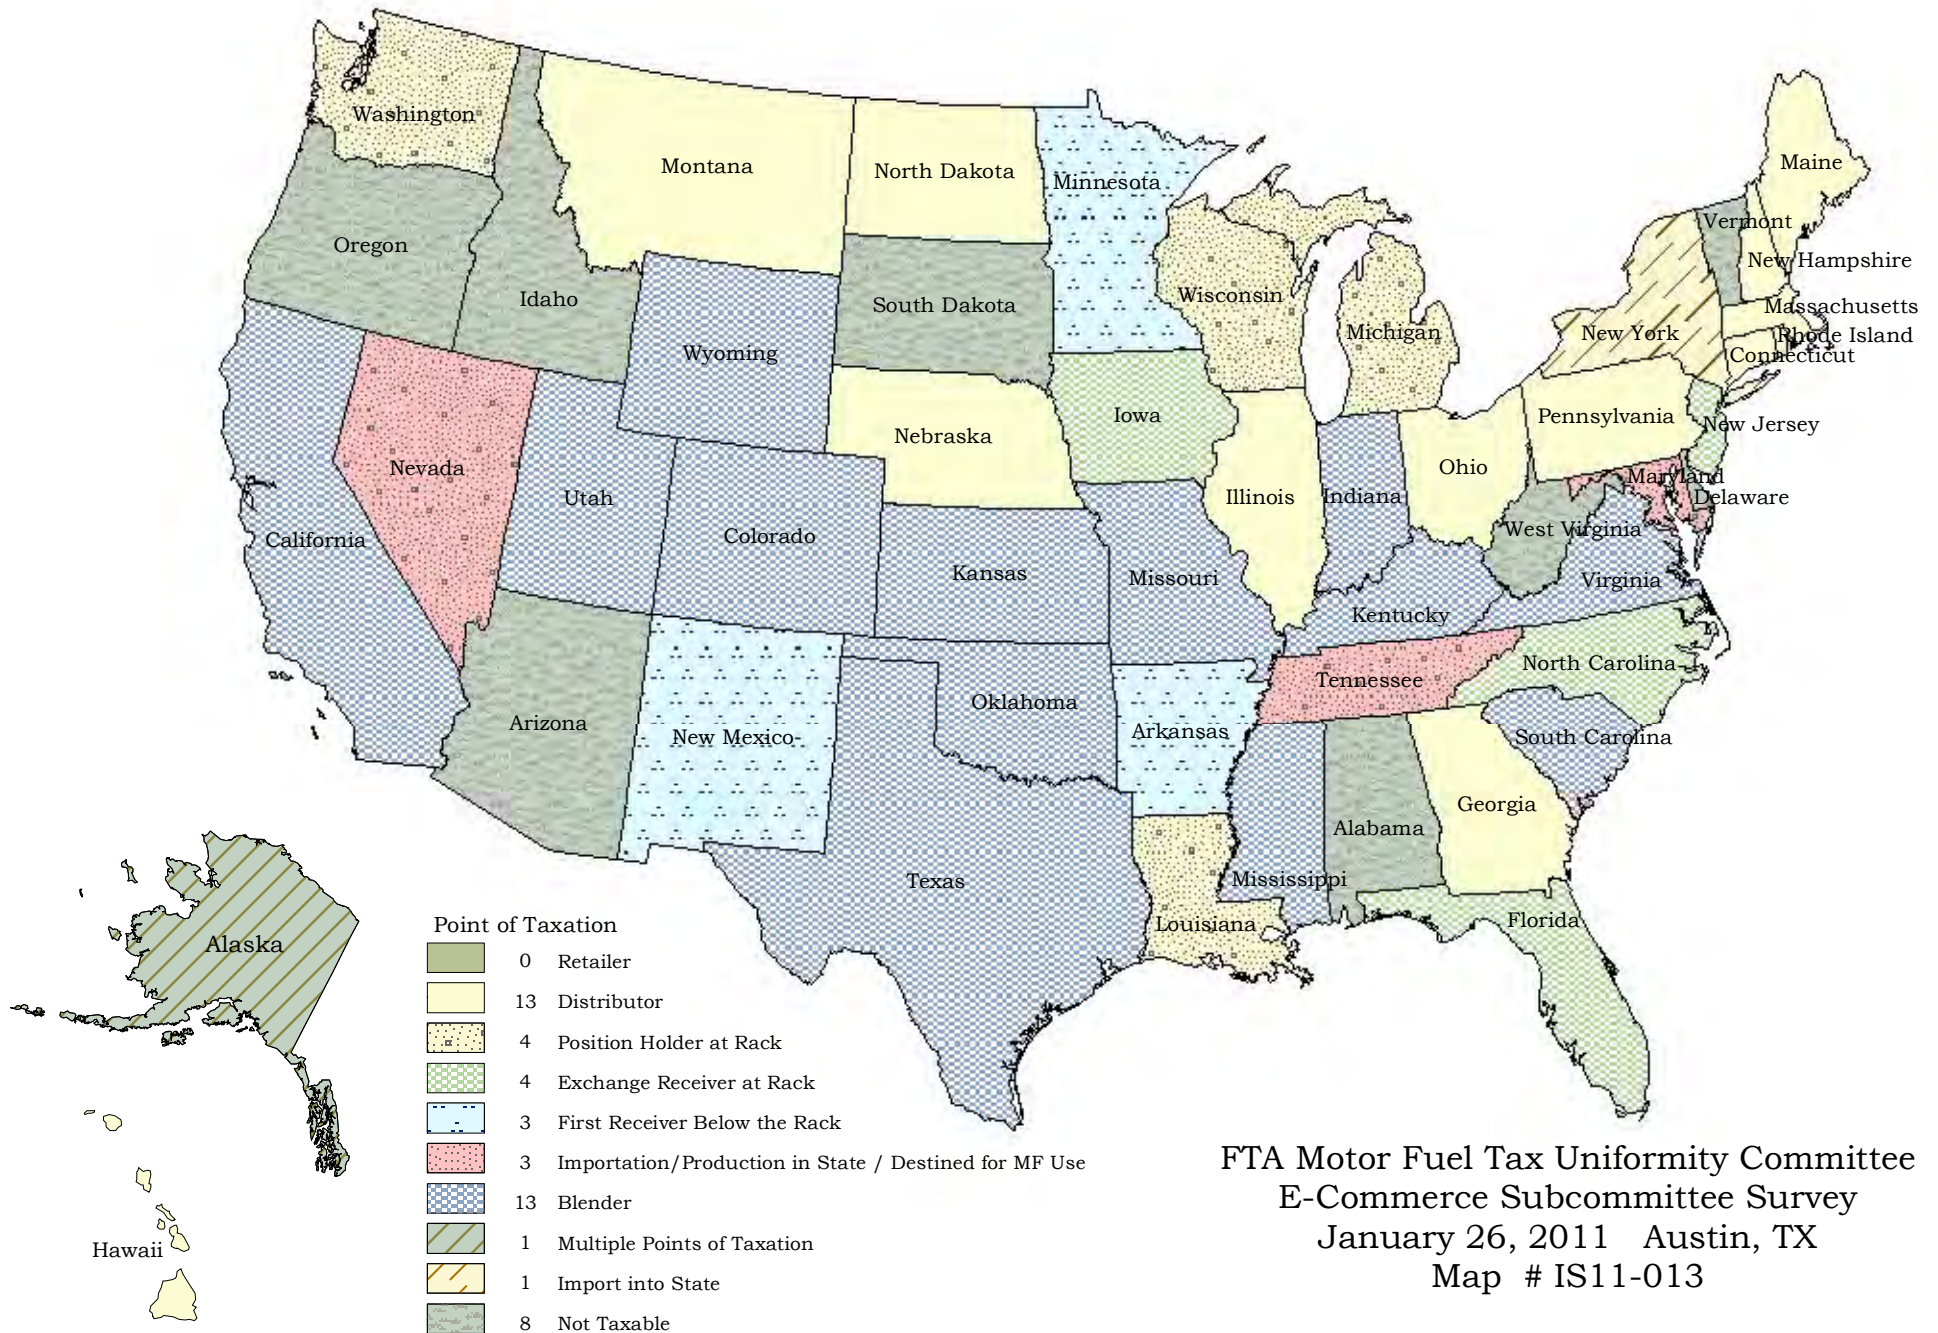 Washington
Montana
North Dakota
Minnesota
Maine
Oregon
Idaho
South Dakota
Wisconsin
Michigan
Vermont
New Hampshire
New York
Massachusetts
Rhode Island
Connecticut
Wyoming
Nebraska
Iowa
Pennsylvania
New Jersey
Nevada
Utah
Colorado
Illinois
Indiana
Ohio
Maryland
Delaware
California
Kansas
Missouri
West Virginia
Virginia
Kentucky
Arizona
New Mexico
Oklahoma
Arkansas
Tennessee
North Carolina
South Carolina
Texas
Louisiana
Mississippi
Alabama
Georgia
Florida
Alaska
Hawaii
Point of Taxation
0 Retailer
13 Distributor
4 Position Holder at Rack
4 Exchange Receiver at Rack
3 First Receiver Below the Rack
3 Importation/Production in State / Destined for MF Use
13 Blender
1 Multiple Points of Taxation
1 Import into State
8 Not Taxable
FTA Motor Fuel Tax Uniformity Committee
E-Commerce Subcommittee Survey
January 26, 2011 Austin, TX
Map # IS11-013